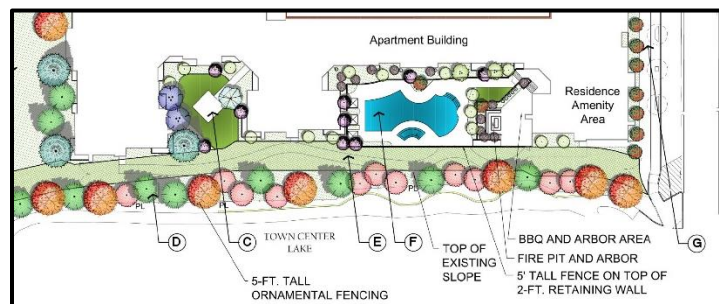 Apartment Building
Residence
Amenity
Area
PL
PL
PL
TOWN CENTER
LAKE
D
C
E
F
G
TOP OF
EXISTING
SLOPE
BBQ AND ARBOR AREA
FIRE PIT AND ARBOR
5' TALL FENCE ON TOP OF
2-FT. RETAINING WALL
5-FT. TALL
ORNAMENTAL FENCING